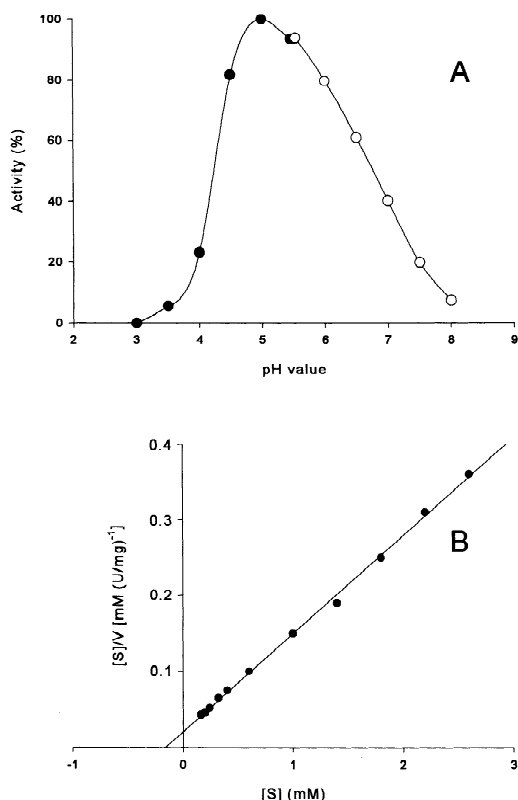 100
80
60
40
20
0
Activity (%)
A
2 3 4 5 6 7 8 9
pH value
0.4
0.3
0.2
0.1
[S]/V [mM (U/mg)⁻¹]
B
-1 0 1 2 3
[S] (mM)